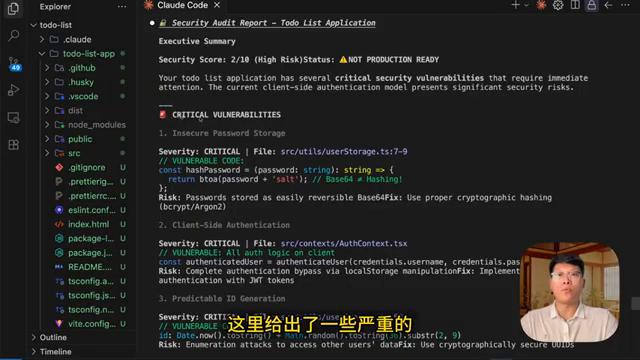 Explorer
Claude Code
todo-list
.claude
todo-list-app
.github
.husky
.vscode
dist
node_modules
public
src
.gitignore U
.prettierig
.prettierrc
eslint.conf
index.html U
package-l
package.j
README U
tsconfig.a
tsconfig.js
tsconfig.n
vite.config
Outline
Timeline
49
Security Audit Report - Todo List Application
Executive Summary
Security Score: 2/10 (High Risk)Status: ⚠️NOT PRODUCTION READY
Your todo list application has several critical security vulnerabilities that require immediate
attention. The current client-side authentication model presents significant security risks.
🚨 CRITICAL VULNERABILITIES
1. Insecure Password Storage
Severity: CRITICAL | File: src/utils/userStorage.ts:7-9
// VULNERABLE CODE:
const hashPassword = (password: string): string => {
return btoa(password + 'salt'); // Base64 ≠ Hashing!
};
Risk: Passwords stored as easily reversible Base64Fix: Use proper cryptographic hashing
(bcrypt/Argon2)
2. Client-Side Authentication
Severity: CRITICAL | File: src/contexts/AuthContext.tsx
// VULNERABLE: All auth logic on client
const authenticatedUser = authenticateUser(credentials.username, credentials.pas
Risk: Complete authentication bypass via localStorage manipulationFix: Implement
authentication with JWT tokens
3. Predictable ID Generation
Severity: CRITICAL | File: src/utils/
// VULNERABLE
id: Date.now().toString() + Math.random().toString(36).substr(2, 9)
Risk: Enumeration attacks to access other users' dataFix: Use cryptographically secure UUIDs
这里给出了一些严重的